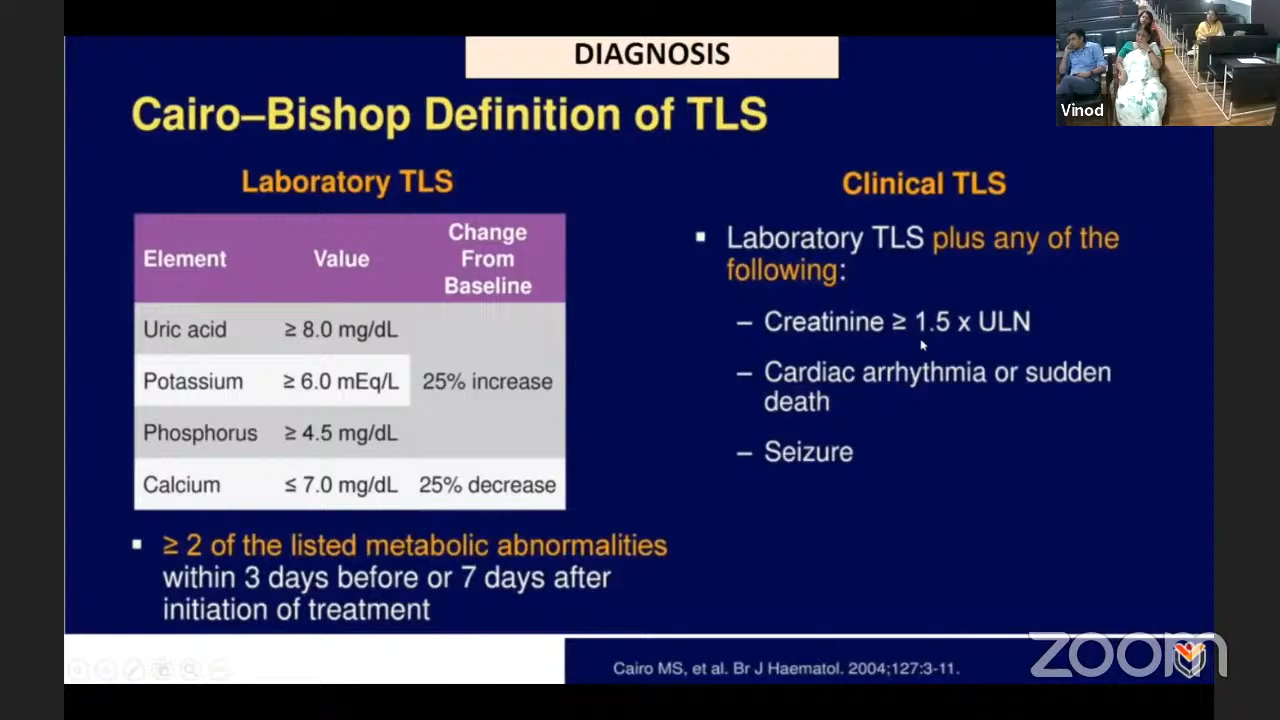 DIAGNOSIS
Vinod
Cairo–Bishop Definition of TLS
Laboratory TLS
Element Value Change From Baseline
Uric acid ≥ 8.0 mg/dL
Potassium ≥ 6.0 mEq/L 25% increase
Phosphorus ≥ 4.5 mg/dL
Calcium ≤ 7.0 mg/dL 25% decrease
▪ ≥ 2 of the listed metabolic abnormalities
within 3 days before or 7 days after
initiation of treatment
Clinical TLS
▪ Laboratory TLS plus any of the
following:
– Creatinine ≥ 1.5 x ULN
– Cardiac arrhythmia or sudden
death
– Seizure
Cairo MS, et al. Br J Haematol. 2004;127:3-11.
zoom